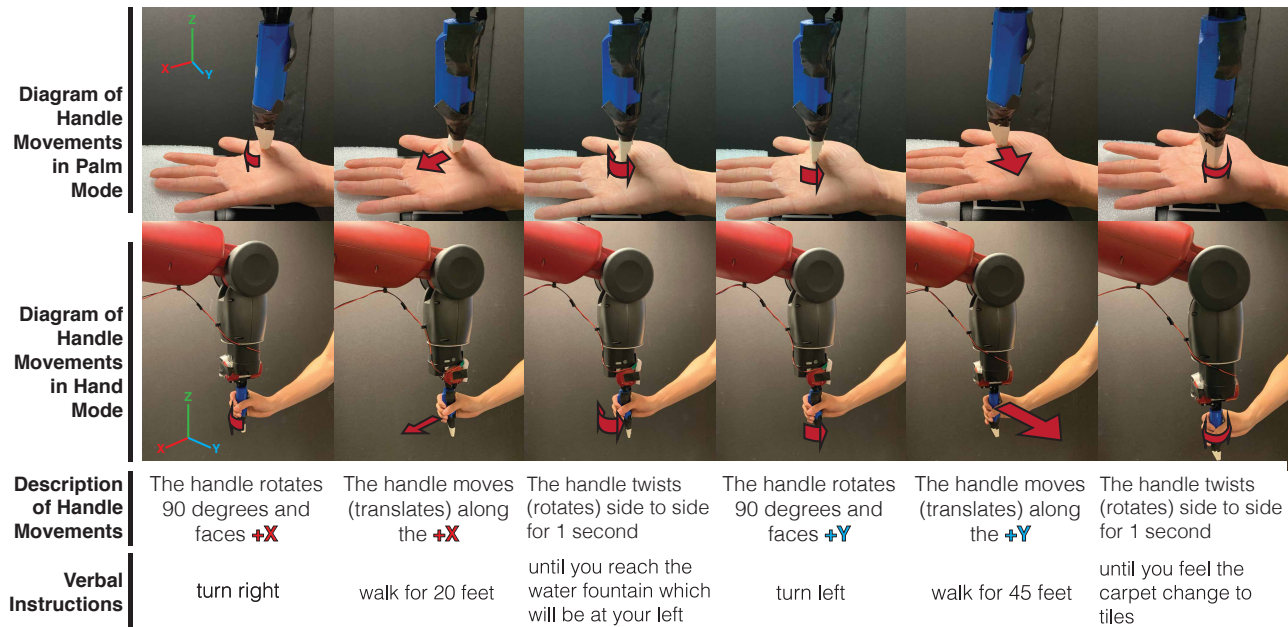 Diagram of
Handle
Movements
in Palm
Mode
Z
X
Y
Diagram of
Handle
Movements
in Hand
Mode
Z
X
Y
Description
of Handle
Movements
The handle rotates
90 degrees and
faces +X
The handle moves
(translates) along
the +X
The handle twists
(rotates) side to side
for 1 second
The handle rotates
90 degrees and
faces +Y
The handle moves
(translates) along
the +Y
The handle twists
(rotates) side to side
for 1 second
Verbal
Instructions
turn right
walk for 20 feet
until you reach the
water fountain which
will be at your left
turn left
walk for 45 feet
until you feel the
carpet change to
tiles